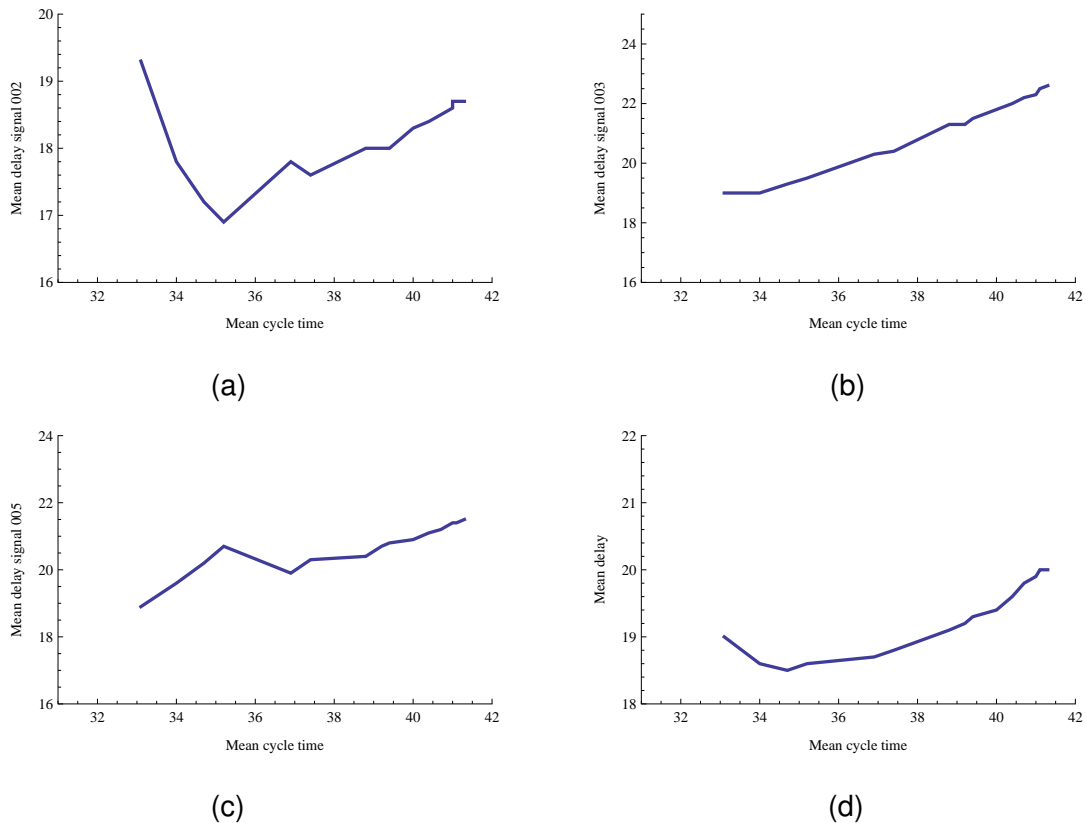 20
19
18
17
16
32 34 36 38 40 42
Mean delay signal 002
Mean cycle time
(a)
24
22
20
18
16
32 34 36 38 40 42
Mean delay signal 003
Mean cycle time
(b)
24
22
20
18
16
32 34 36 38 40 42
Mean delay signal 005
Mean cycle time
(c)
22
21
20
19
18
32 34 36 38 40 42
Mean delay
Mean cycle time
(d)